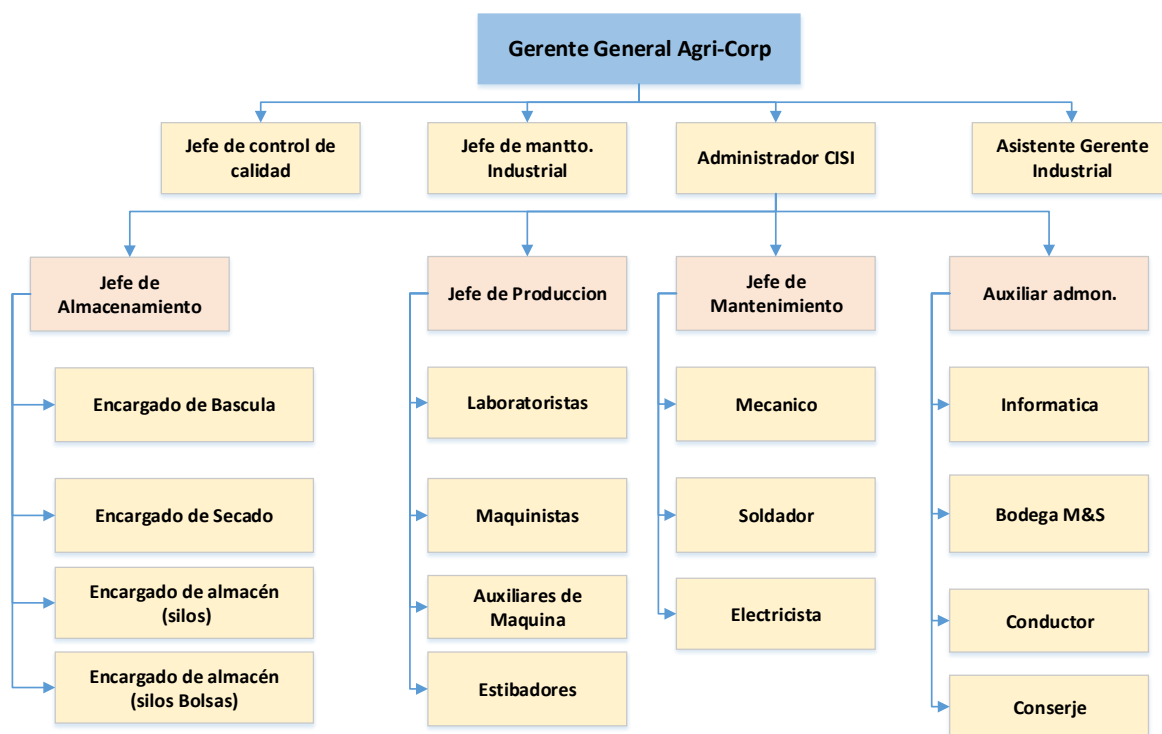 Gerente General Agri-Corp
Jefe de control de
calidad
Jefe de mantto.
Industrial
Administrador CISI
Asistente Gerente
Industrial
Jefe de
Almacenamiento
Jefe de Produccion
Jefe de
Mantenimiento
Auxiliar admon.
Encargado de Bascula
Laboratoristas
Mecanico
Informatica
Encargado de Secado
Maquinistas
Soldador
Bodega M&S
Encargado de almacén
(silos)
Auxiliares de
Maquina
Electricista
Conductor
Encargado de almacén
(silos Bolsas)
Estibadores
Conserje